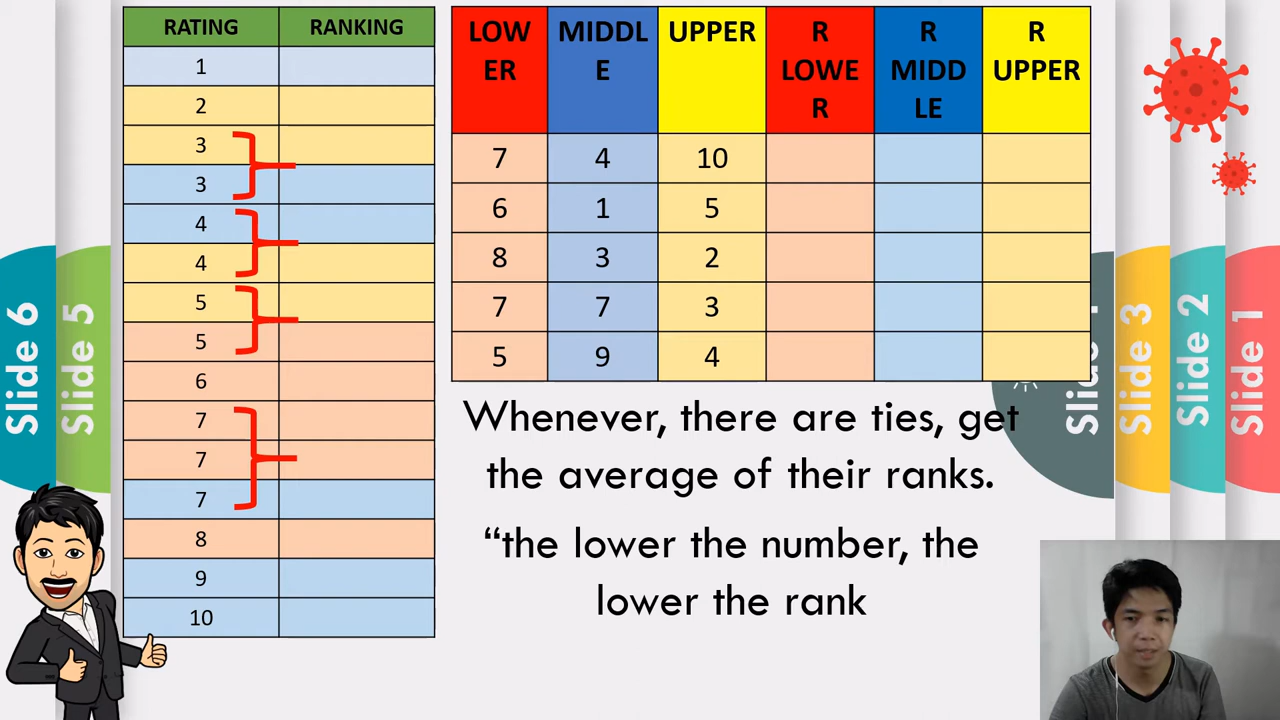 RATING RANKING
1
2
3
3
4
4
5
5
6
7
7
7
8
9
10
LOW
ER
MIDDL
E
UPPER
R
LOWE
R
R
MIDD
LE
R
UPPER
7 4 10
6 1 5
8 3 2
7 7 3
5 9 4
Whenever, there are ties, get
the average of their ranks.
“the lower the number, the
lower the rank
Slide 6
Slide 5
Slide 3
Slide 2
Slide 1